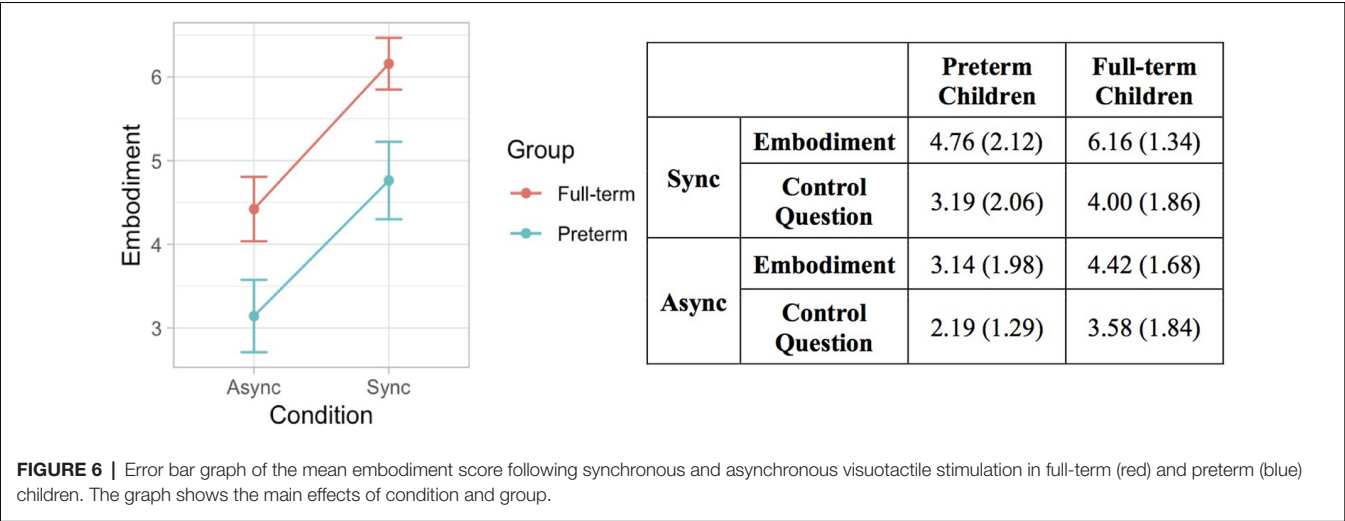 6
5
4
3
Embodiment
Async Sync
Condition
Group
Full-term
Preterm
Preterm Children Full-term Children
Sync Embodiment 4.76 (2.12) 6.16 (1.34)
Control Question 3.19 (2.06) 4.00 (1.86)
Async Embodiment 3.14 (1.98) 4.42 (1.68)
Control Question 2.19 (1.29) 3.58 (1.84)
FIGURE 6 | Error bar graph of the mean embodiment score following synchronous and asynchronous visuotactile stimulation in full-term (red) and preterm (blue)
children. The graph shows the main effects of condition and group.